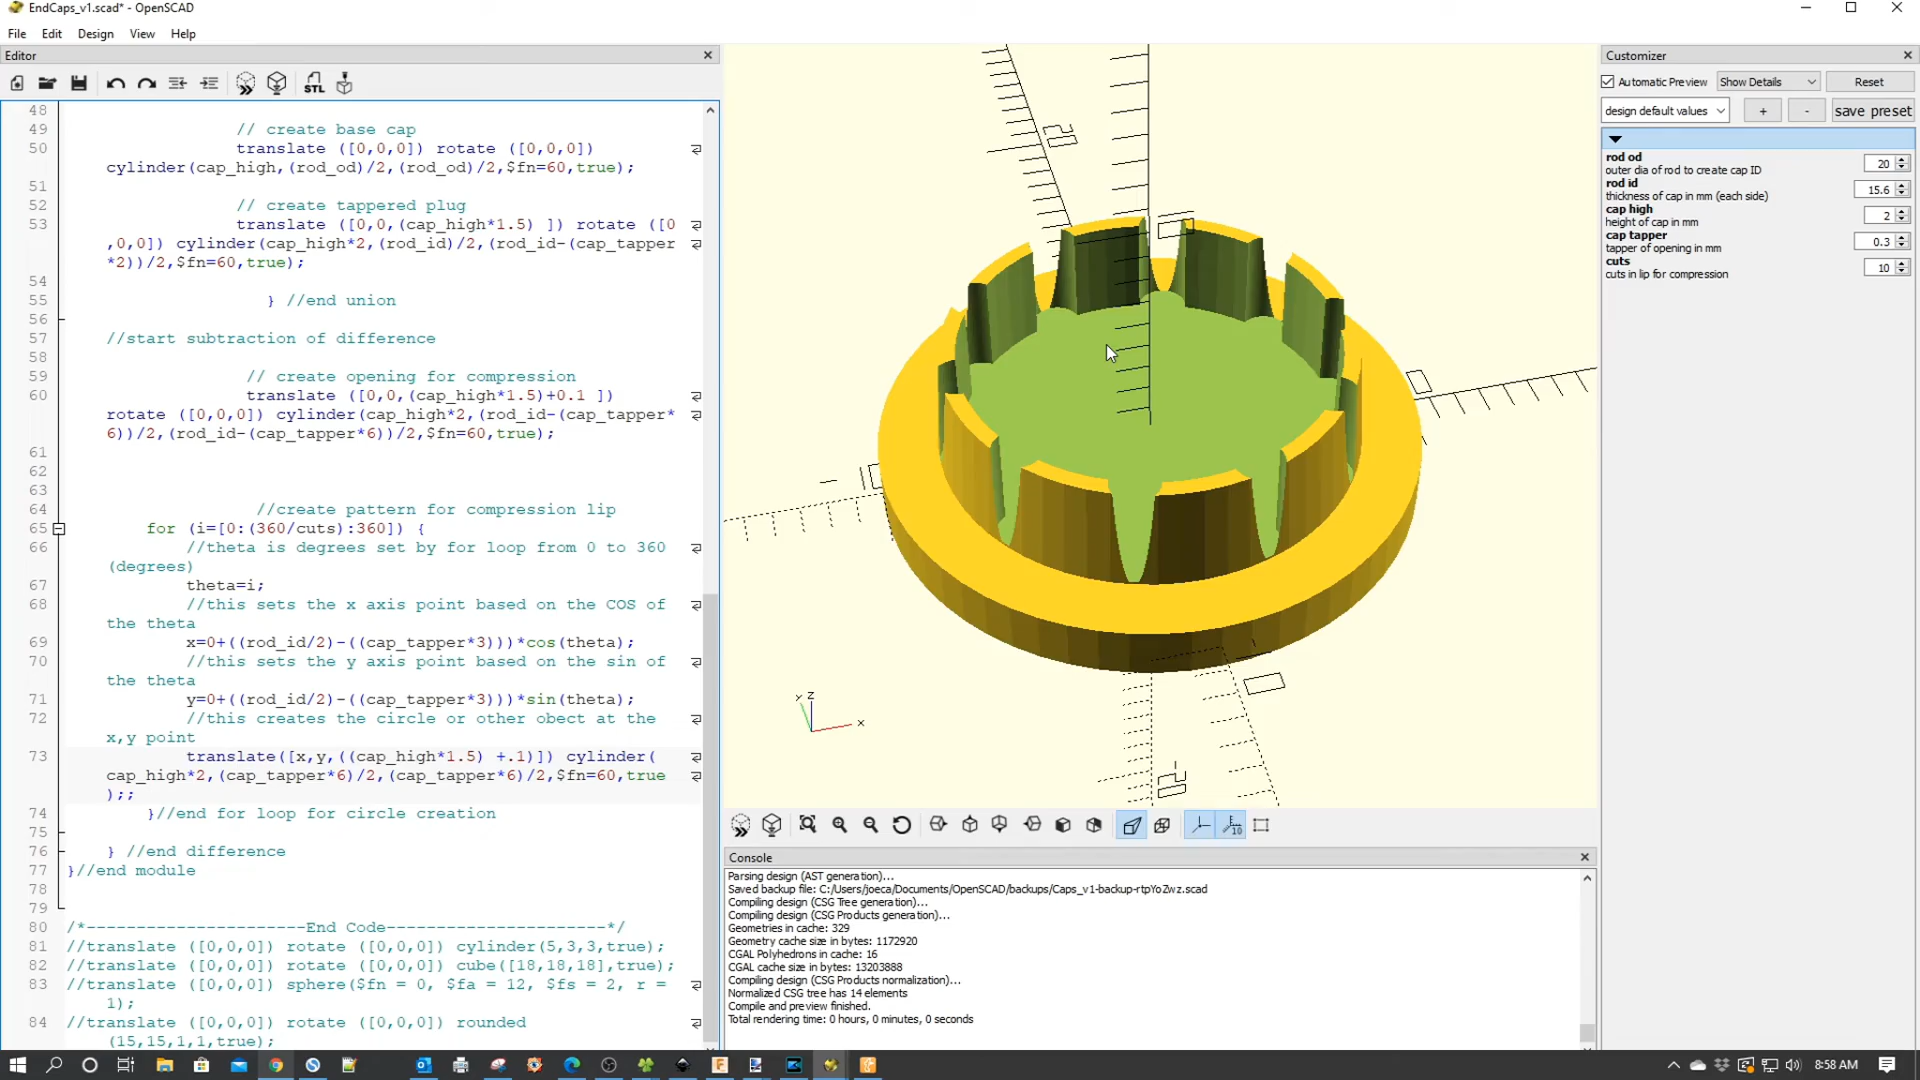 EndCaps_v1.scad* - OpenSCAD
File Edit Design View Help
Editor
STL
48
49 // create base cap
50 translate ([0,0,0]) rotate ([0,0,0])
cylinder(cap_high,(rod_od)/2,(rod_od)/2,$fn=60,true);
51
52 // create tappered plug
53 translate ([0,0,(cap_high*1.5) ]) rotate ([0
,0,0]) cylinder(cap_high*2,(rod_id)/2,(rod_id-(cap_tapper
*2))/2,$fn=60,true);
54
55 } //end union
56
57 //start subtraction of difference
58
59 // create opening for compression
60 translate ([0,0,(cap_high*1.5)+0.1 ])
rotate ([0,0,0]) cylinder(cap_high*2,(rod_id-(cap_tapper*
6))/2,(rod_id-(cap_tapper*6))/2,$fn=60,true);
61
62
63
64 //create pattern for compression lip
65 for (i=[0:(360/cuts):360]) {
66 //theta is degrees set by for loop from 0 to 360
(degrees)
67 theta=i;
68 //this sets the x axis point based on the COS of
the theta
69 x=0+((rod_id/2)-((cap_tapper*3)))*cos(theta);
70 //this sets the y axis point based on the sin of
the theta
71 y=0+((rod_id/2)-((cap_tapper*3)))*sin(theta);
72 //this creates the circle or other obect at the
x,y point
73 translate([x,y,((cap_high*1.5) +.1)]) cylinder(
cap_high*2,(cap_tapper*6)/2,(cap_tapper*6)/2,$fn=60,true
);;
74 }//end for loop for circle creation
75
76 } //end difference
77 }//end module
78
79
80 /*----------------------End Code---------------------*/
81 //translate ([0,0,0]) rotate ([0,0,0]) cylinder(5,3,3,true);
82 //translate ([0,0,0]) rotate ([0,0,0]) cube([18,18,18],true);
83 //translate ([0,0,0]) rotate ([0,0,0]) sphere($fn = 0, $fa = 12, $fs = 2, r =
1);
84 //translate ([0,0,0]) rotate ([0,0,0]) rounded
(15,15,1,1,true);
y z
x
10
Console
Parsing design (AST generation)...
Saved backup file: C:/Users/joeca/Documents/OpenSCAD/backups/Caps_v1-backup-rtpYoZwz.scad
Compiling design (CSG Tree generation)...
Compiling design (CSG Products generation)...
Geometries in cache: 329
Geometry cache size in bytes: 1172920
CGAL Polyhedrons in cache: 16
CGAL cache size in bytes: 13203888
Compiling design (CSG Products normalization)...
Normalized CSG tree has 14 elements
Compile and preview finished.
Total rendering time: 0 hours, 0 minutes, 0 seconds
Customizer
Automatic Preview Show Details Reset
design default values + - save preset
rod od
outer dia of rod to create cap ID 20
rod id
thickness of cap in mm (each side) 15.6
cap high
height of cap in mm 2
cap tapper
tapper of opening in mm 0.3
cuts
cuts in lip for compression 10
8:58 AM